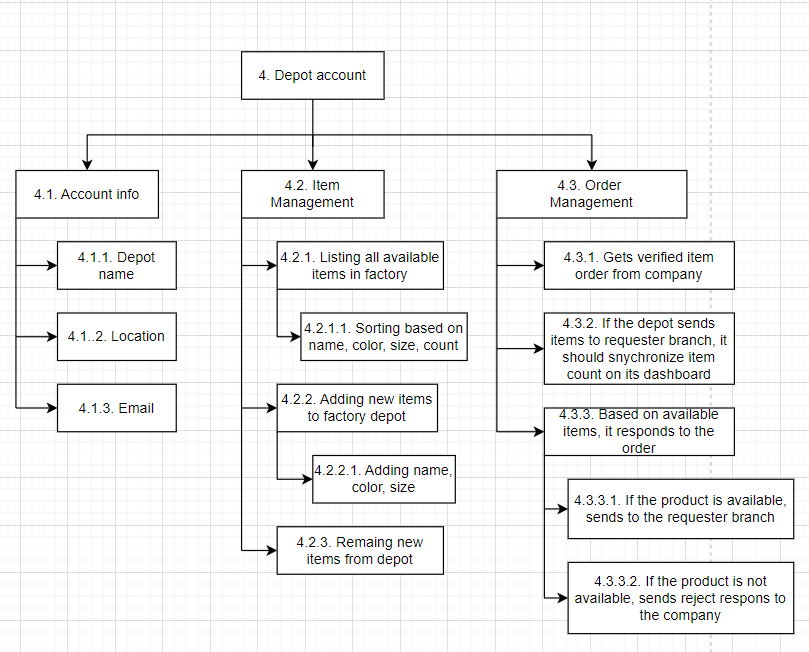 4. Depot account
4.1. Account info
4.2. Item
Management
4.3. Order
Management
4.1.1. Depot
name
4.1..2. Location
4.1.3. Email
4.2.1. Listing all available
items in factory
4.2.1.1. Sorting based on
name, color, size, count
4.2.2. Adding new items
to factory depot
4.2.2.1. Adding name,
color, size
4.2.3. Remaing new
items from depot
4.3.1. Gets verified item
order from company
4.3.2. If the depot sends
items to requester branch, it
should snychronize item
count on its dashboard
4.3.3. Based on available
items, it responds to the
order
4.3.3.1. If the product is available,
sends to the requester branch
4.3.3.2. If the product is not
available, sends reject respons to
the company